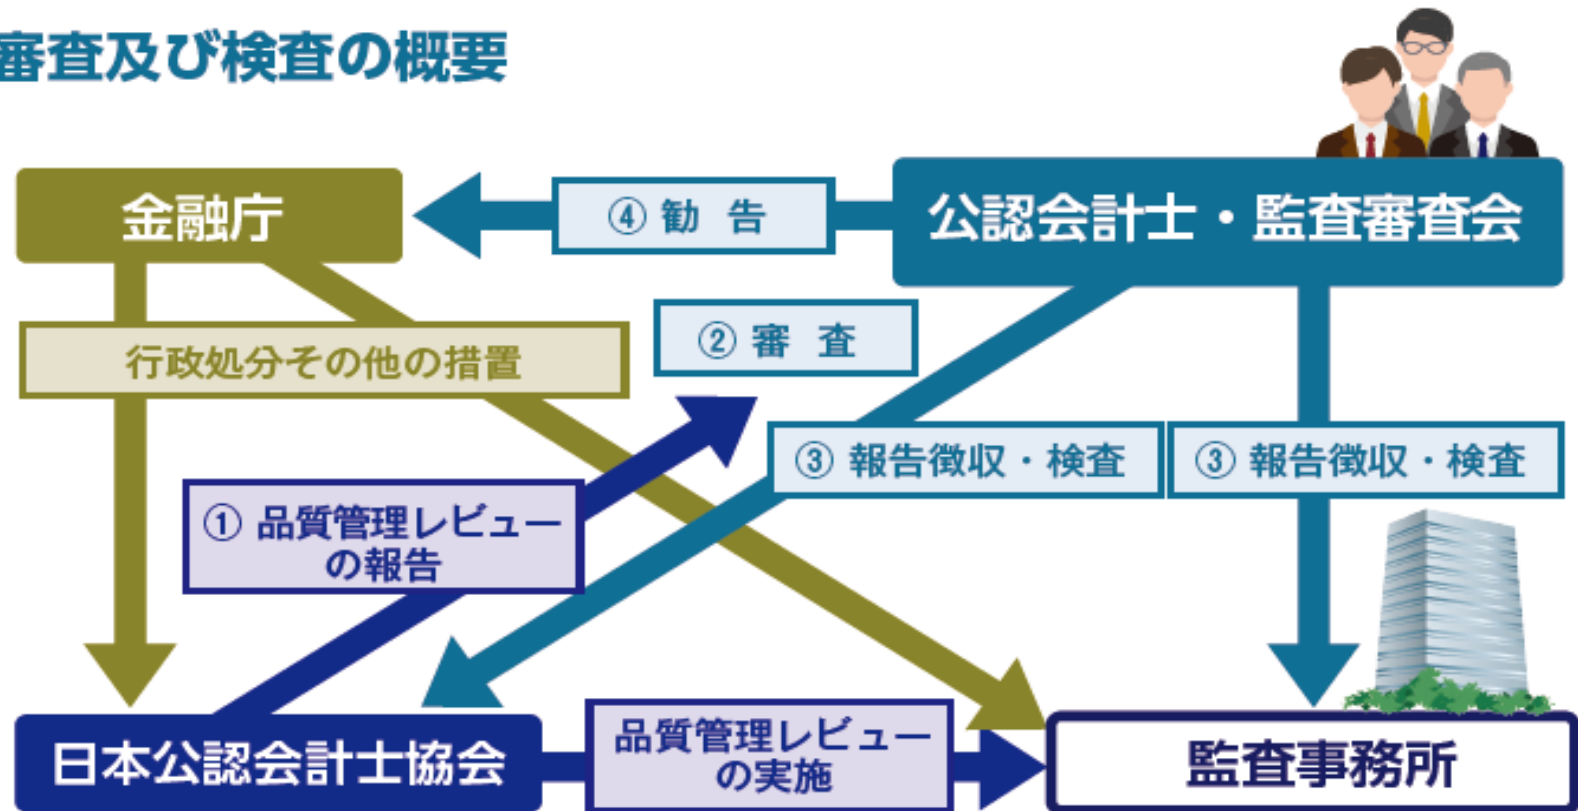 審査及び検査の概要
金融庁
④ 勧 告
公認会計士・監査審査会
② 審 査
行政処分その他の措置
③ 報告徴収・検査
③ 報告徴収・検査
① 品質管理レビュー
の報告
日本公認会計士協会
品質管理レビュー
の実施
監査事務所